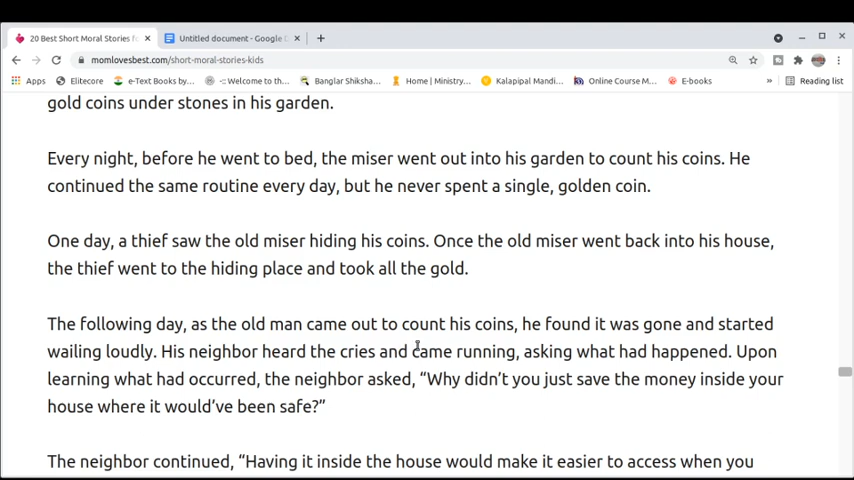 20 Best Short Moral Stories fo
Untitled document - Google D
momlovesbest.com/short-moral-stories-kids
Apps Elitecore e-Text Books by... -: Welcome to th... Banglar Shiksha... Home | Ministry... Kalapipal Mandi... Online Course M... E-books » Reading list
gold coins under stones in his garden.
Every night, before he went to bed, the miser went out into his garden to count his coins. He
continued the same routine every day, but he never spent a single, golden coin.
One day, a thief saw the old miser hiding his coins. Once the old miser went back into his house,
the thief went to the hiding place and took all the gold.
The following day, as the old man came out to count his coins, he found it was gone and started
wailing loudly. His neighbor heard the cries and came running, asking what had happened. Upon
learning what had occurred, the neighbor asked, “Why didn’t you just save the money inside your
house where it would’ve been safe?”
The neighbor continued, “Having it inside the house would make it easier to access when you